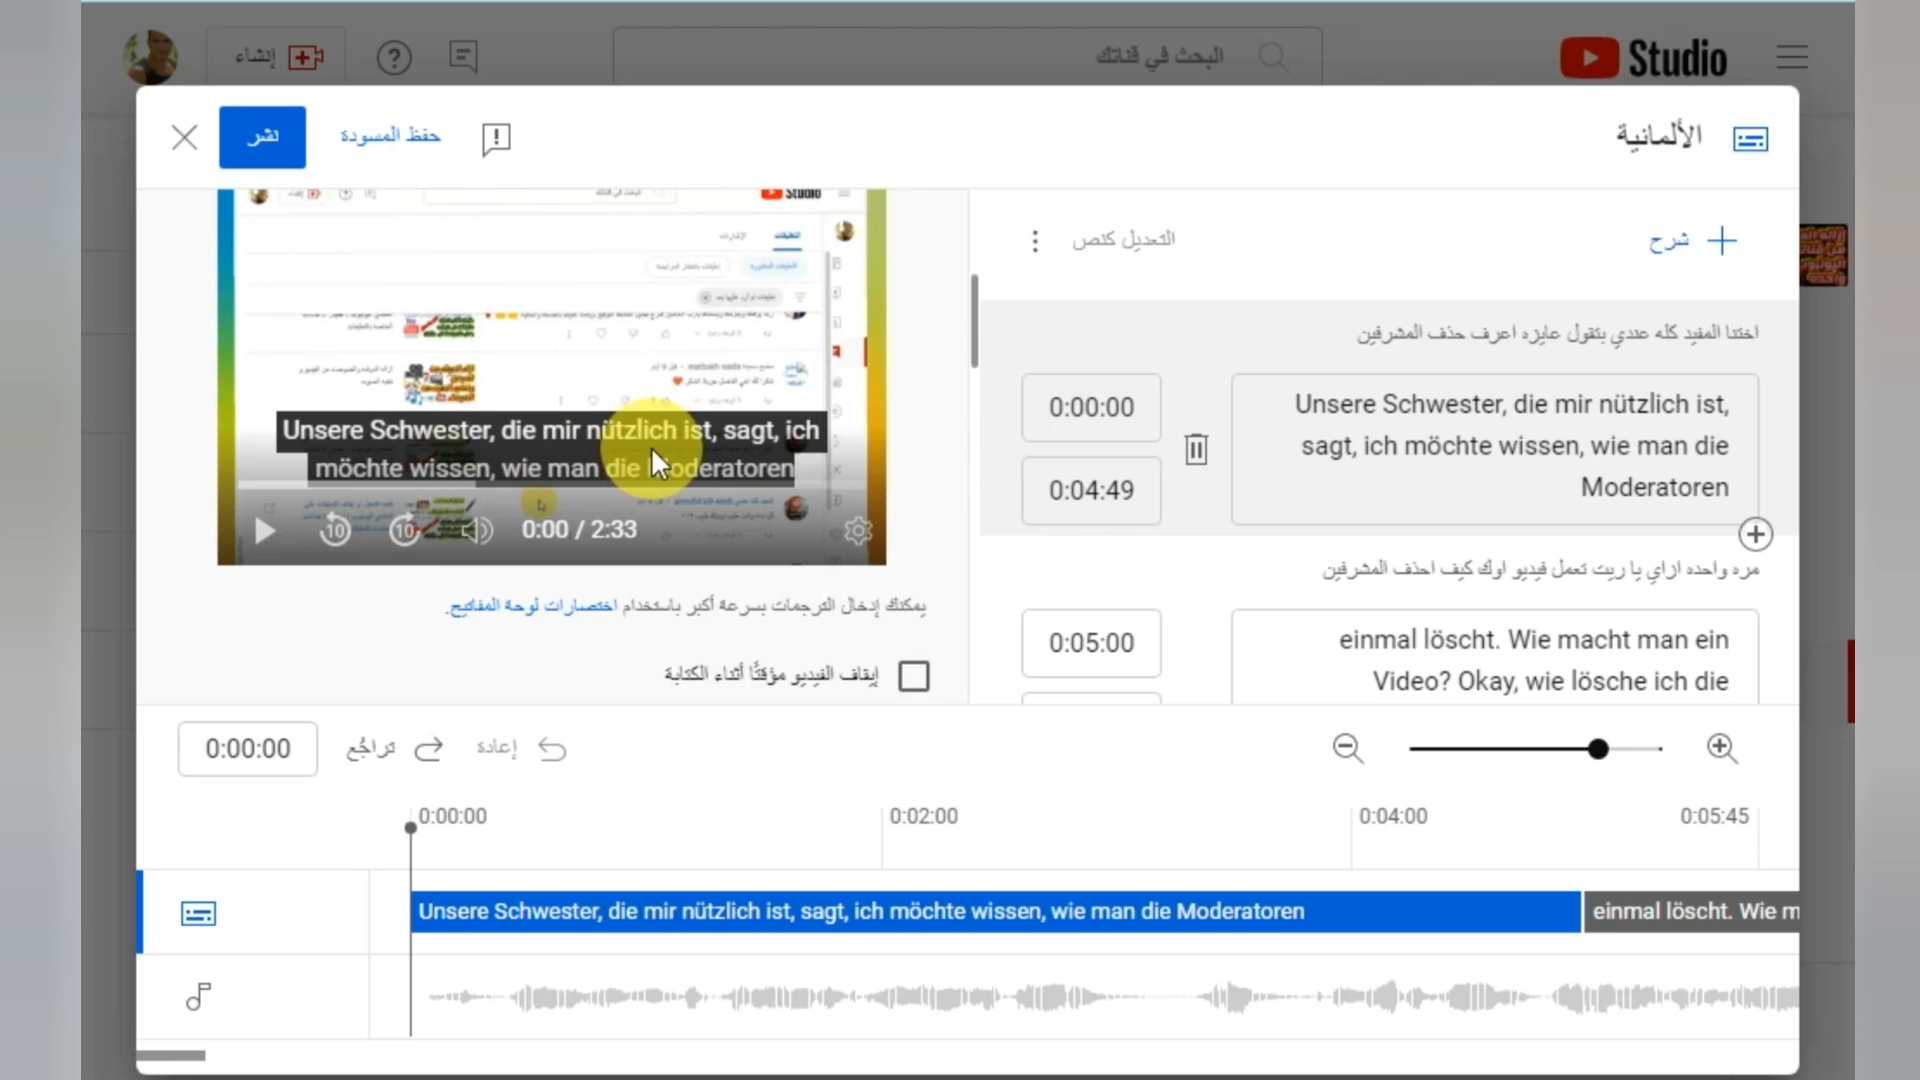 إنشاء
البحث في قناتك
Studio
نشر
حفظ المسودة
الألمانية
Studio
Unsere Schwester, die mir nützlich ist, sagt, ich
möchte wissen, wie man die Moderatoren
0:00 / 2:33
يمكنك إدخال الترجمات بسرعة أكبر باستخدام اختصارات لوحة المفاتيح.
إيقاف الفيديو مؤقتًا أثناء الكتابة
شرح
التعديل كنص
اختنا المفيد كله عندي بتقول عايزه اعرف حذف المشرفين
0:00:00
0:04:49
Unsere Schwester, die mir nützlich ist,
sagt, ich möchte wissen, wie man die
Moderatoren
مره واحده ازاي يا ريت تعمل فيديو اوك كيف احذف المشرفين
0:05:00
einmal löscht. Wie macht man ein
Video? Okay, wie lösche ich die
0:00:00
تراجُع
إعادة
0:00:00
0:02:00
0:04:00
0:05:45
Unsere Schwester, die mir nützlich ist, sagt, ich möchte wissen, wie man die Moderatoren
einmal löscht. Wie m